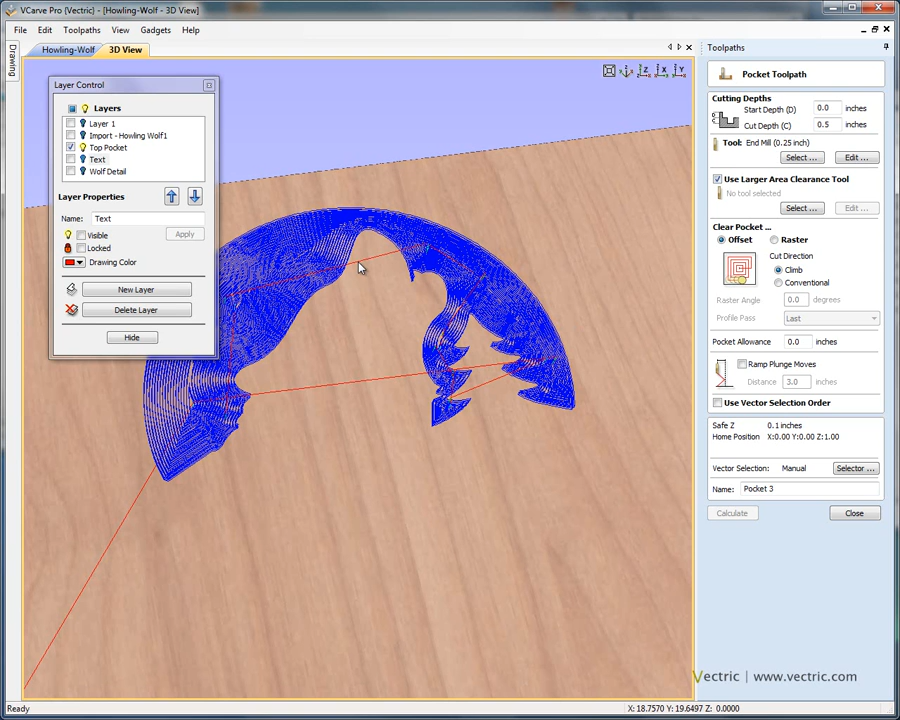 VCarve Pro (Vectric) - [Howling-Wolf - 3D View]
File Edit Toolpaths View Gadgets Help
Drawing
Howling-Wolf 3D View
Layer Control
Layers
Layer 1
Import - Howling Wolf1
Top Pocket
Text
Wolf Detail
Layer Properties
Name: Text
Visible Apply
Locked
Drawing Color
New Layer
Delete Layer
Hide
Z X Y
Toolpaths
Pocket Toolpath
Cutting Depths
Start Depth (D) 0.0 inches
Cut Depth (C) 0.5 inches
Tool: End Mill (0.25 inch)
Select ... Edit ...
Use Larger Area Clearance Tool
No tool selected
Select ... Edit ...
Clear Pocket ...
Offset Raster
Cut Direction
Climb
Conventional
Raster Angle 0.0 degrees
Profile Pass Last
Pocket Allowance 0.0 inches
Ramp Plunge Moves
Distance 3.0 inches
Use Vector Selection Order
Safe Z 0.1 inches
Home Position X:0.00 Y:0.00 Z:1.00
Vector Selection: Manual Selector ...
Name: Pocket 3
Calculate Close
Vectric | www.vectric.com
Ready X: 18.7570 Y: 19.6497 Z: 0.0000